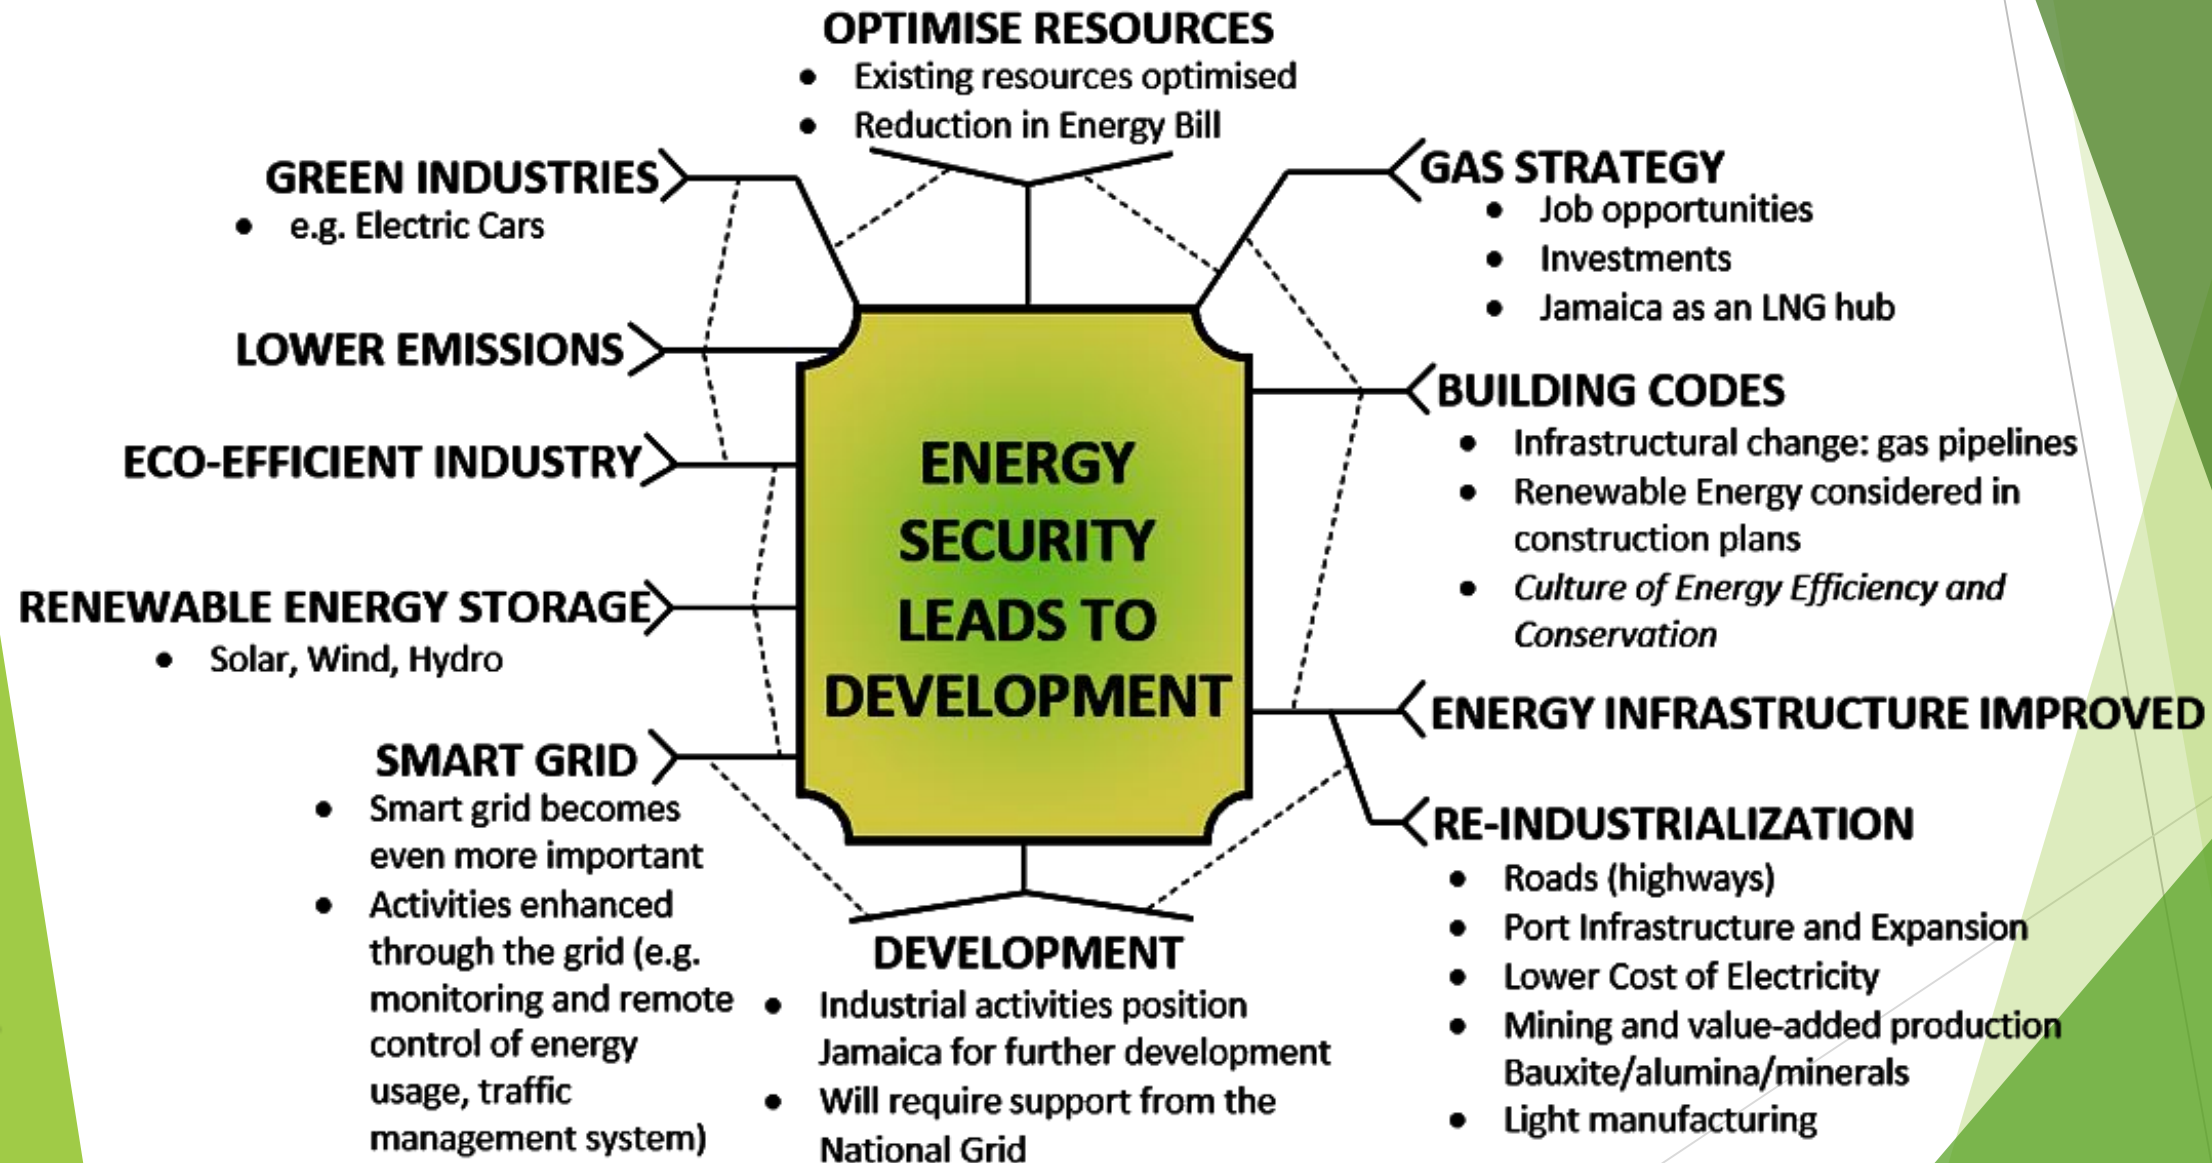 OPTIMISE RESOURCES
• Existing resources optimised
• Reduction in Energy Bill
GREEN INDUSTRIES
• e.g. Electric Cars
LOWER EMISSIONS
ECO-EFFICIENT INDUSTRY
RENEWABLE ENERGY STORAGE
• Solar, Wind, Hydro
SMART GRID
• Smart grid becomes
even more important
• Activities enhanced
through the grid (e.g.
monitoring and remote
control of energy
usage, traffic
management system)
ENERGY
SECURITY
LEADS TO
DEVELOPMENT
DEVELOPMENT
• Industrial activities position
Jamaica for further development
• Will require support from the
National Grid
GAS STRATEGY
• Job opportunities
• Investments
• Jamaica as an LNG hub
BUILDING CODES
• Infrastructural change: gas pipelines
• Renewable Energy considered in
construction plans
• Culture of Energy Efficiency and
Conservation
ENERGY INFRASTRUCTURE IMPROVED
RE-INDUSTRIALIZATION
• Roads (highways)
• Port Infrastructure and Expansion
• Lower Cost of Electricity
• Mining and value-added production
Bauxite/alumina/minerals
• Light manufacturing